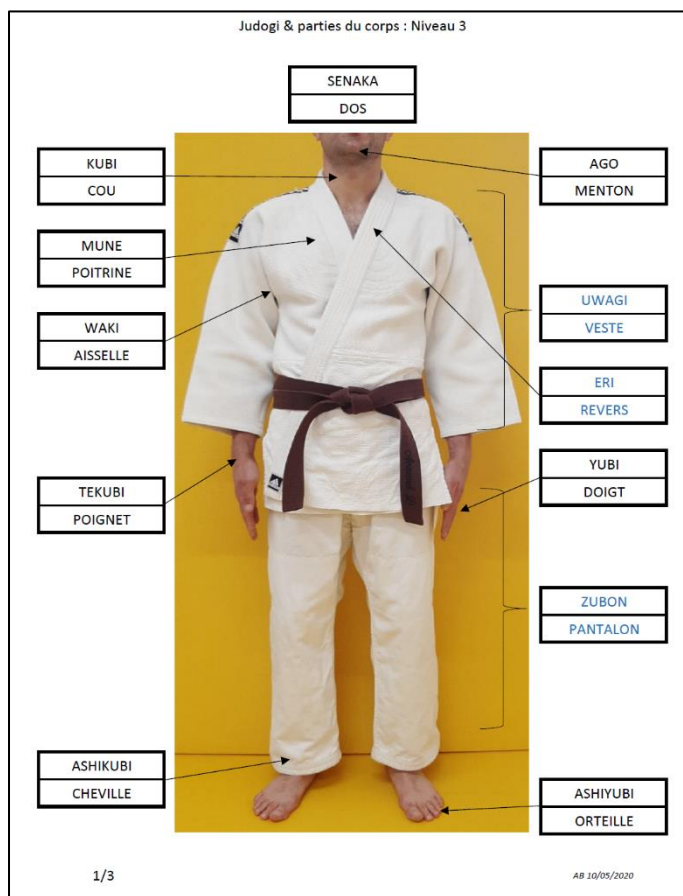 Judogi & parties du corps : Niveau 3
SENAKA
DOS
KUBI
COU
AGO
MENTON
MUNE
POITRINE
WAKI
AISSELLE
UWAGI
VESTE
ERI
REVERS
TEKUBI
POIGNET
YUBI
DOIGT
ZUBON
PANTALON
ASHIKUBI
CHEVILLE
ASHIYUBI
ORTEILLE
1/3
AB 10/05/2020